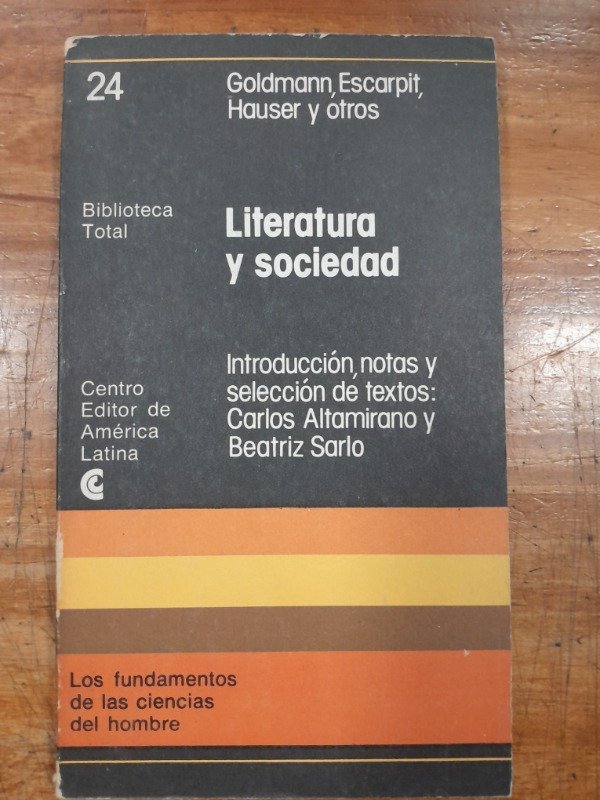 24
Goldmann, Escarpit,
Hauser y otros
Biblioteca
Total
Literatura
y sociedad
Introducción, notas y
selección de textos:
Carlos Altamirano y
Beatriz Sarlo
Centro
Editor de
América
Latina
Los fundamentos
de las ciencias
del hombre